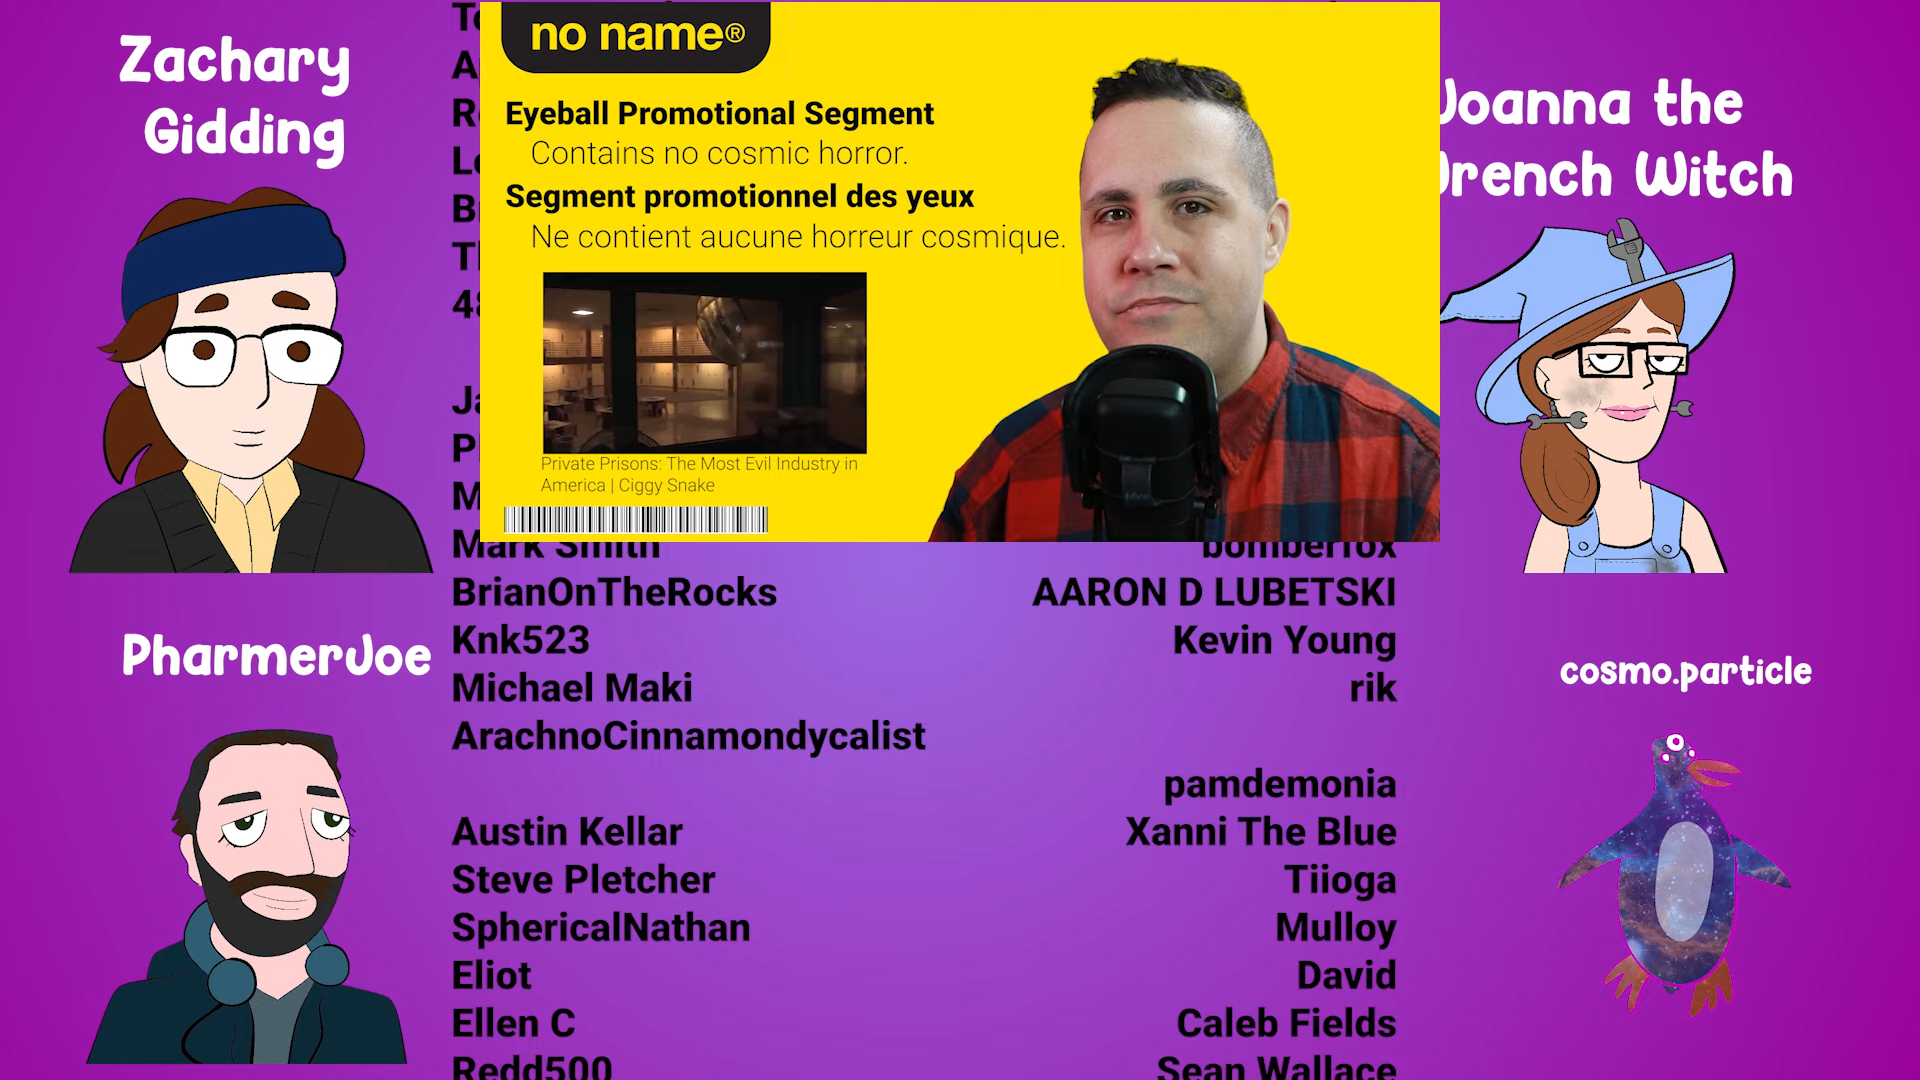 Zachary
Gidding
no name®
Eyeball Promotional Segment
Contains no cosmic horror.
Segment promotionnel des yeux
Ne contient aucune horreur cosmique.
Private Prisons: The Most Evil Industry in
America | Ciggy Snake
Joanna the
Wrench Witch
PharmerJoe
cosmo.particle
Mark Smith
bomberfox
BrianOnTheRocks
AARON D LUBETSKI
Knk523
Kevin Young
Michael Maki
rik
ArachnoCinnamondycalist
pamdemonia
Austin Kellar
Xanni The Blue
Steve Pletcher
Tiioga
SphericalNathan
Mulloy
Eliot
David
Ellen C
Caleb Fields
Redd500
Sean Wallace